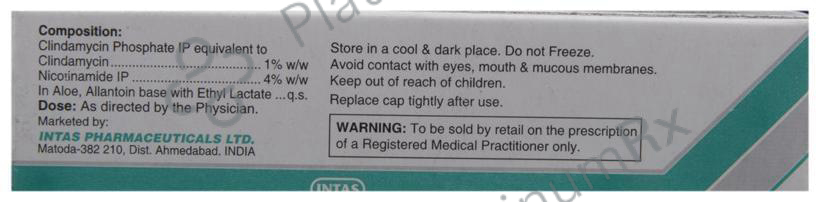 Composition:
Clindamycin Phosphate IP equivalent to
Clindamycin.......................................1% w/w
Nicotinamide IP .................................4% w/w
In Aloe, Allantoin base with Ethyl Lactate ...q.s.
Dose: As directed by the Physician.
Marketed by:
INTAS PHARMACEUTICALS LTD.
Matoda-382 210, Dist. Ahmedabad. INDIA
Store in a cool & dark place. Do not Freeze.
Avoid contact with eyes, mouth & mucous membranes.
Keep out of reach of children.
Replace cap tightly after use.
WARNING: To be sold by retail on the prescription
of a Registered Medical Practitioner only.
INTAS